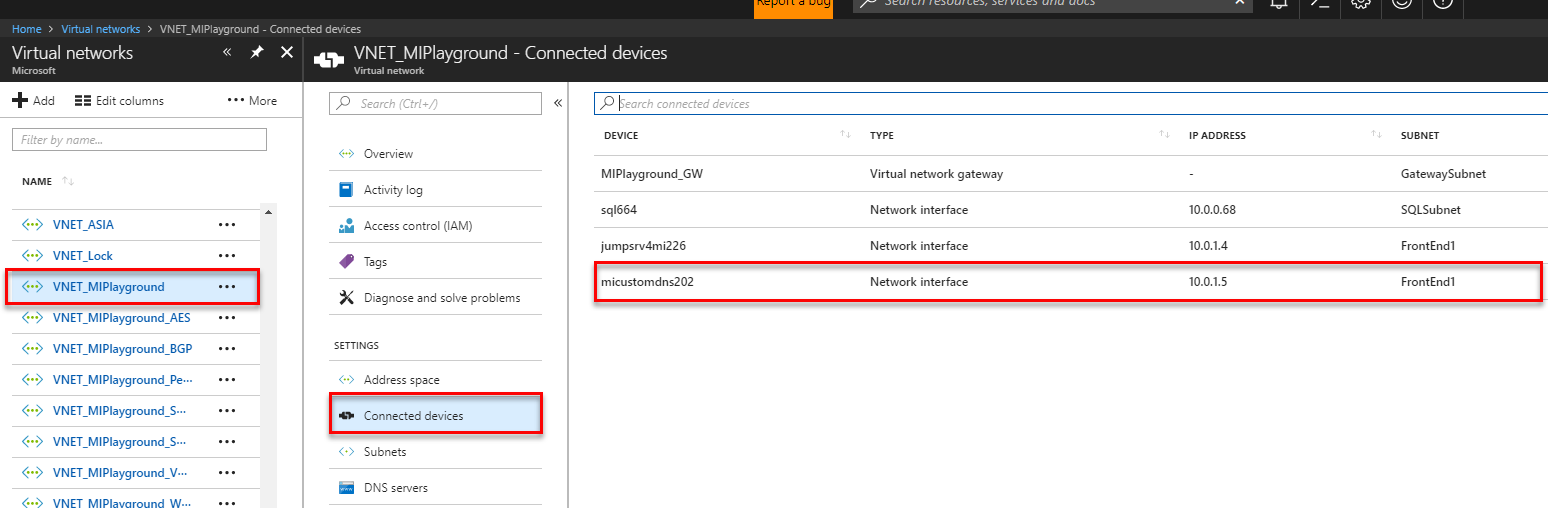 Report a bug
Search resources, services and docs
Home > Virtual networks > VNET_MIPlayground - Connected devices
Virtual networks
Microsoft
Add
Edit columns
More
Filter by name...
NAME
VNET_ASIA
VNET_Lock
VNET_MIPlayground
VNET_MIPlayground_AES
VNET_MIPlayground_BGP
VNET_MIPlayground_Pe···
VNET_MIPlayground_S···
VNET_MIPlayground_S···
VNET_MIPlayground_V···
VNET_MIPlayground_W···
VNET_MIPlayground - Connected devices
Virtual network
Search (Ctrl+/)
Overview
Activity log
Access control (IAM)
Tags
Diagnose and solve problems
SETTINGS
Address space
Connected devices
Subnets
DNS servers
Search connected devices
DEVICE TYPE IP ADDRESS SUBNET
MIPlayground_GW Virtual network gateway - GatewaySubnet
sql664 Network interface 10.0.0.68 SQLSubnet
jumpsrv4mi226 Network interface 10.0.1.4 FrontEnd1
micustomdns202 Network interface 10.0.1.5 FrontEnd1